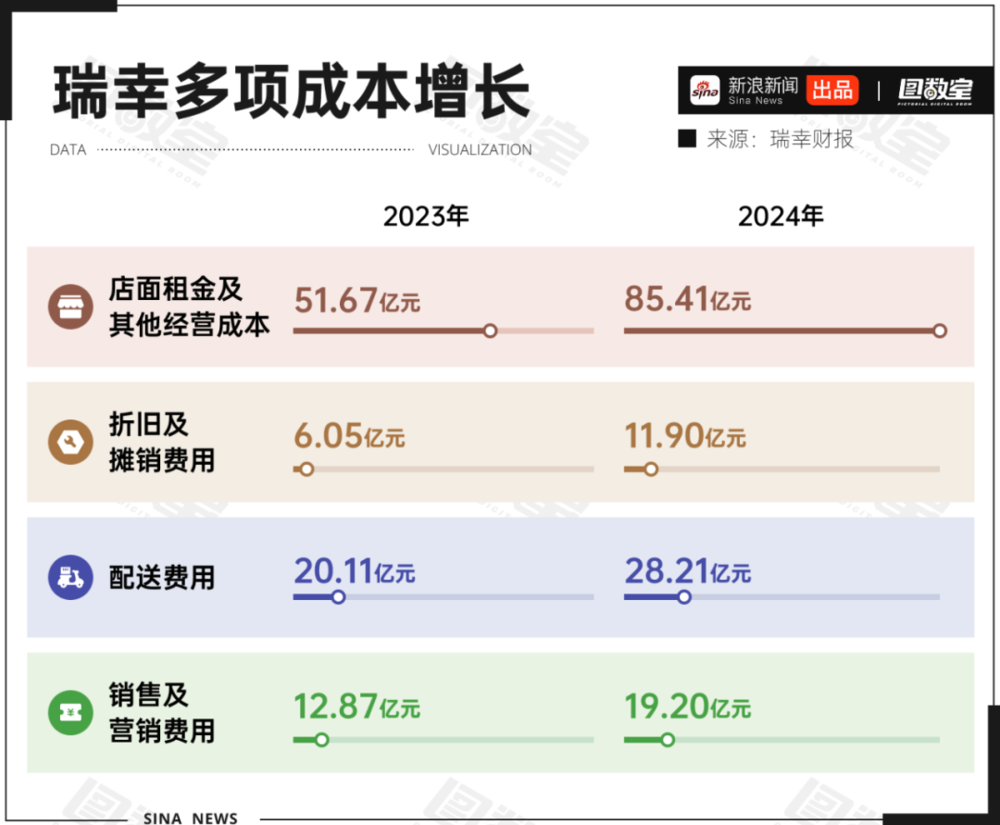 瑞幸多项成本增长
DATA
VISUALIZATION
sina
新浪新闻
Sina News
出品
图数室
PICTORIAL DIGITAL ROOM
来源：瑞幸财报
2023年
2024年
店面租金及
其他经营成本
51.67亿元
85.41亿元
折旧及
摊销费用
6.05亿元
11.90亿元
配送费用
20.11亿元
28.21亿元
销售及
营销费用
12.87亿元
19.20亿元
SINA NEWS